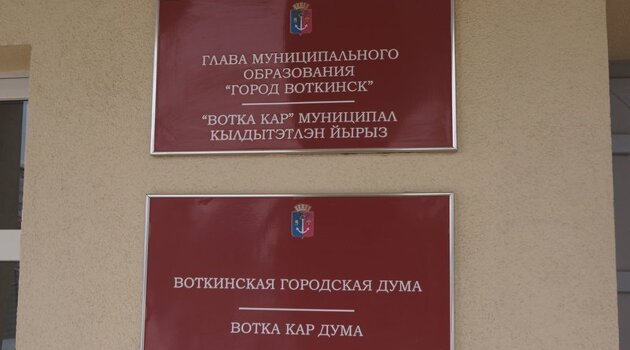 ГЛАВА МУНИЦИПАЛЬНОГО
ОБРАЗОВАНИЯ
“ГОРОД ВОТКИНСК”
“ВОТКА КАР” МУНИЦИПАЛ
КЫЛДЫТЭТЛЭН ЙЫРЫЗ
ВОТКИНСКАЯ ГОРОДСКАЯ ДУМА
ВОТКА КАР ДУМА